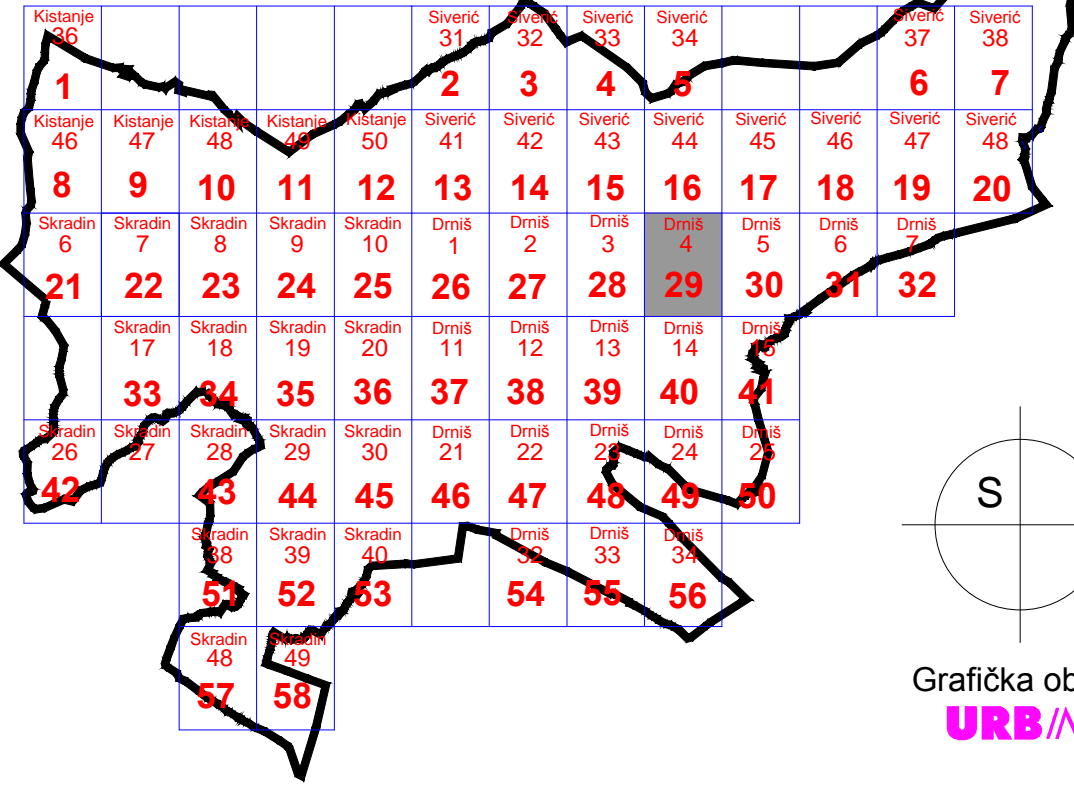 Kistanje Siverić Siverić Siverić Siverić Siverić Siverić
36 31 32 33 34 37 38
1 2 3 4 5 6 7
Kistanje Kistanje Kistanje Kistanje Kistanje Siverić Siverić Siverić Siverić Siverić Siverić Siverić Siverić
46 47 48 49 50 41 42 43 44 45 46 47 48
8 9 10 11 12 13 14 15 16 17 18 19 20
Skradin Skradin Skradin Skradin Skradin Drniš Drniš Drniš Drniš Drniš Drniš Drniš
6 7 8 9 10 1 2 3 4 5 6 7
21 22 23 24 25 26 27 28 29 30 31 32
Skradin Skradin Skradin Skradin Drniš Drniš Drniš Drniš Drniš
17 18 19 20 11 12 13 14 15
33 34 35 36 37 38 39 40 41
Skradin Skradin Skradin Skradin Skradin Drniš Drniš Drniš Drniš Drniš
26 27 28 29 30 21 22 23 24 25
42 43 44 45 46 47 48 49 50
Skradin Skradin Skradin Drniš Drniš Drniš
38 39 40 32 33 34
51 52 53 54 55 56
Skradin Skradin
48 49
57 58
S
Grafička ob
URB